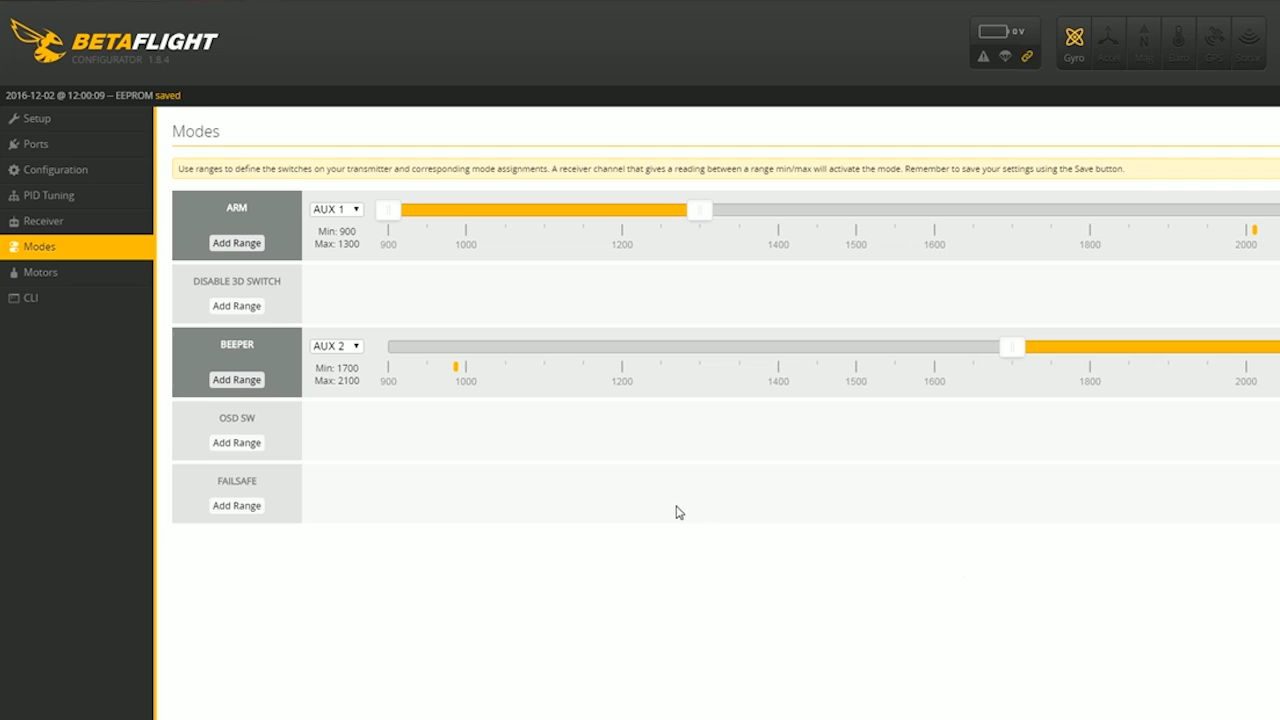 BETAFLIGHT
CONFIGURATOR 1.8.4
0 V
Gyro
Accel
Mag
Baro
GPS
Sonar
2016-12-02 @ 12:00:09 -- EEPROM saved
Setup
Ports
Configuration
PID Tuning
Receiver
Modes
Motors
CLI
Modes
Use ranges to define the switches on your transmitter and corresponding mode assignments. A receiver channel that gives a reading between a range min/max will activate the mode. Remember to save your settings using the Save button.
ARM
Add Range
AUX 1
Min: 900
Max: 1300
900 1000 1200 1400 1500 1600 1800 2000
DISABLE 3D SWITCH
Add Range
BEEPER
Add Range
AUX 2
Min: 1700
Max: 2100
900 1000 1200 1400 1500 1600 1800 2000
OSD SW
Add Range
FAILSAFE
Add Range